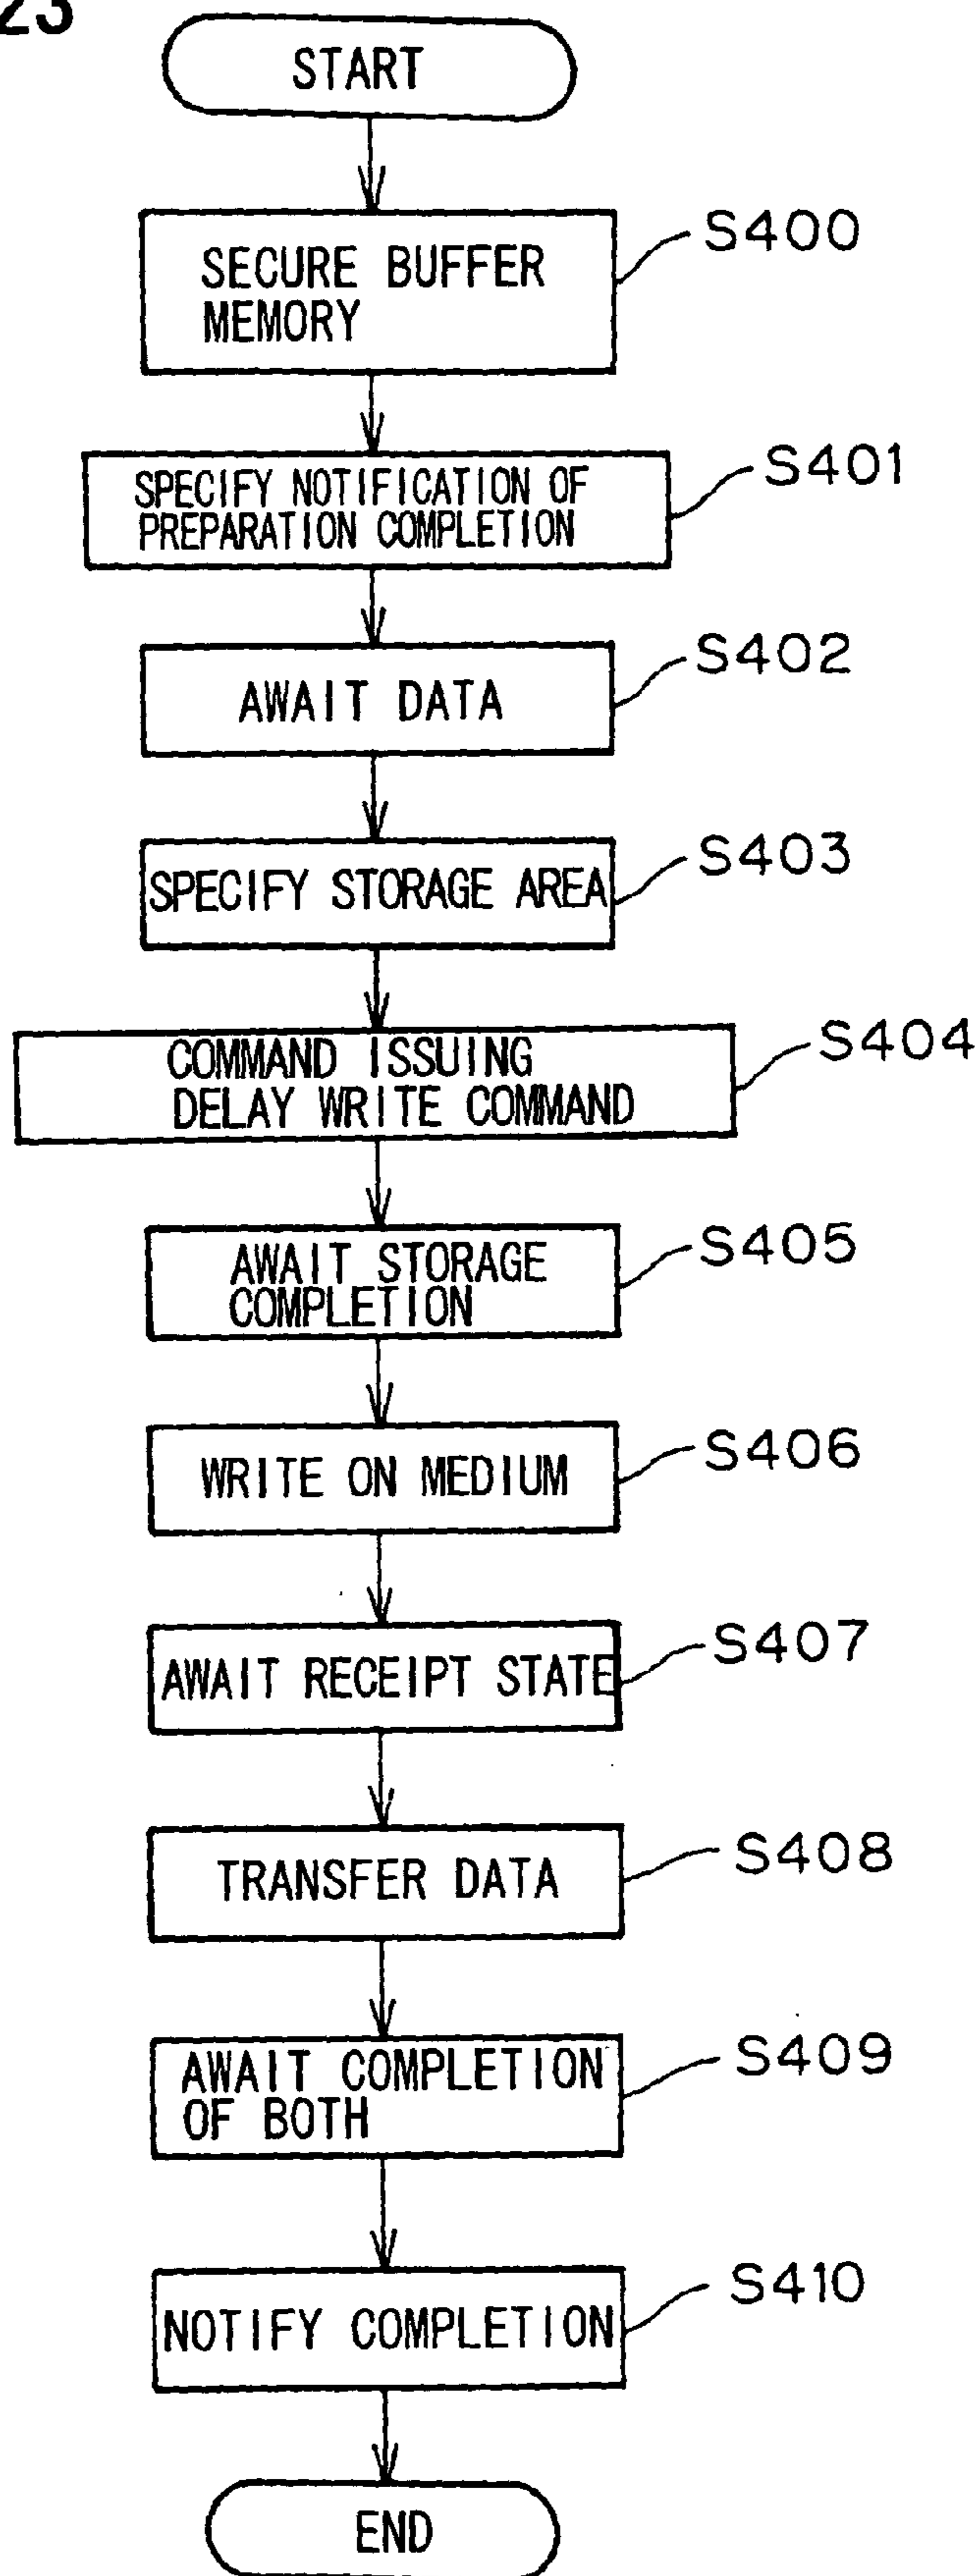 23
START
SECURE BUFFER
MEMORY
S400
SPECIFY NOTIFICATION OF
PREPARATION COMPLETION
S401
AWAIT DATA
S402
SPECIFY STORAGE AREA
S403
COMMAND ISSUING
DELAY WRITE COMMAND
S404
AWAIT STORAGE
COMPLETION
S405
WRITE ON MEDIUM
S406
AWAIT RECEIPT STATE
S407
TRANSFER DATA
S408
AWAIT COMPLETION
OF BOTH
S409
NOTIFY COMPLETION
S410
END